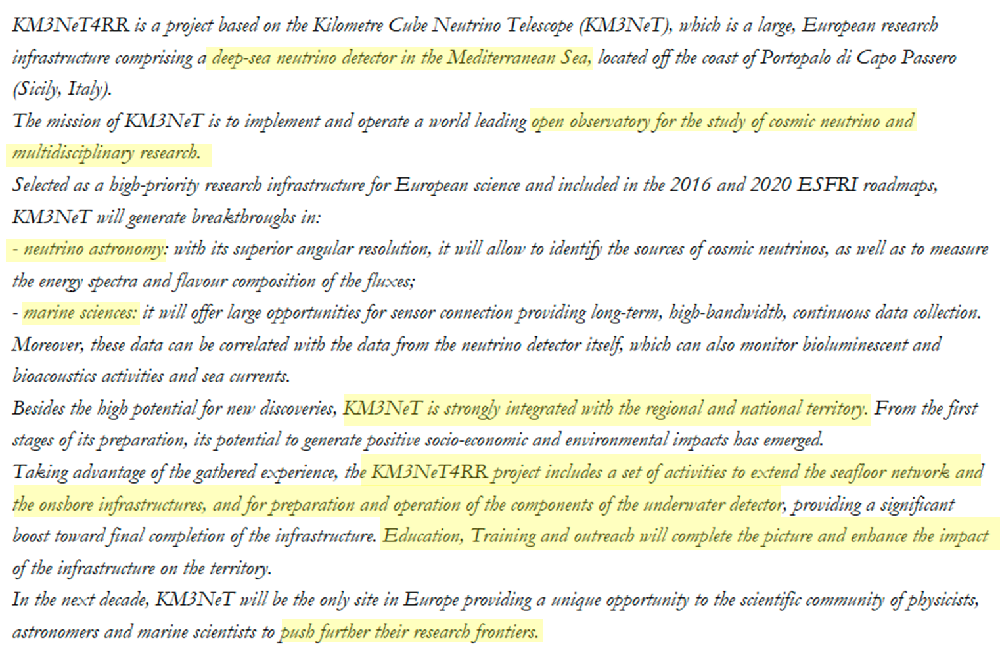 KM3NeT4RR is a project based on the Kilometre Cube Neutrino Telescope (KM3NeT), which is a large, European research
infrastructure comprising a deep-sea neutrino detector in the Mediterranean Sea, located off the coast of Portopalo di Capo Passero
(Sicily, Italy).
The mission of KM3NeT is to implement and operate a world leading open observatory for the study of cosmic neutrino and
multidisciplinary research.
Selected as a high-priority research infrastructure for European science and included in the 2016 and 2020 ESFRI roadmaps,
KM3NeT will generate breakthroughs in:
- neutrino astronomy: with its superior angular resolution, it will allow to identify the sources of cosmic neutrinos, as well as to measure
the energy spectra and flavour composition of the fluxes;
- marine sciences: it will offer large opportunities for sensor connection providing long-term, high-bandwidth, continuous data collection.
Moreover, these data can be correlated with the data from the neutrino detector itself, which can also monitor bioluminescent and
bioacoustics activities and sea currents.
Besides the high potential for new discoveries, KM3NeT is strongly integrated with the regional and national territory. From the first
stages of its preparation, its potential to generate positive socio-economic and environmental impacts has emerged.
Taking advantage of the gathered experience, the KM3NeT4RR project includes a set of activities to extend the seafloor network and
the onshore infrastructures, and for preparation and operation of the components of the underwater detector, providing a significant
boost toward final completion of the infrastructure. Education, Training and outreach will complete the picture and enhance the impact
of the infrastructure on the territory.
In the next decade, KM3NeT will be the only site in Europe providing a unique opportunity to the scientific community of physicists,
astronomers and marine scientists to push further their research frontiers.